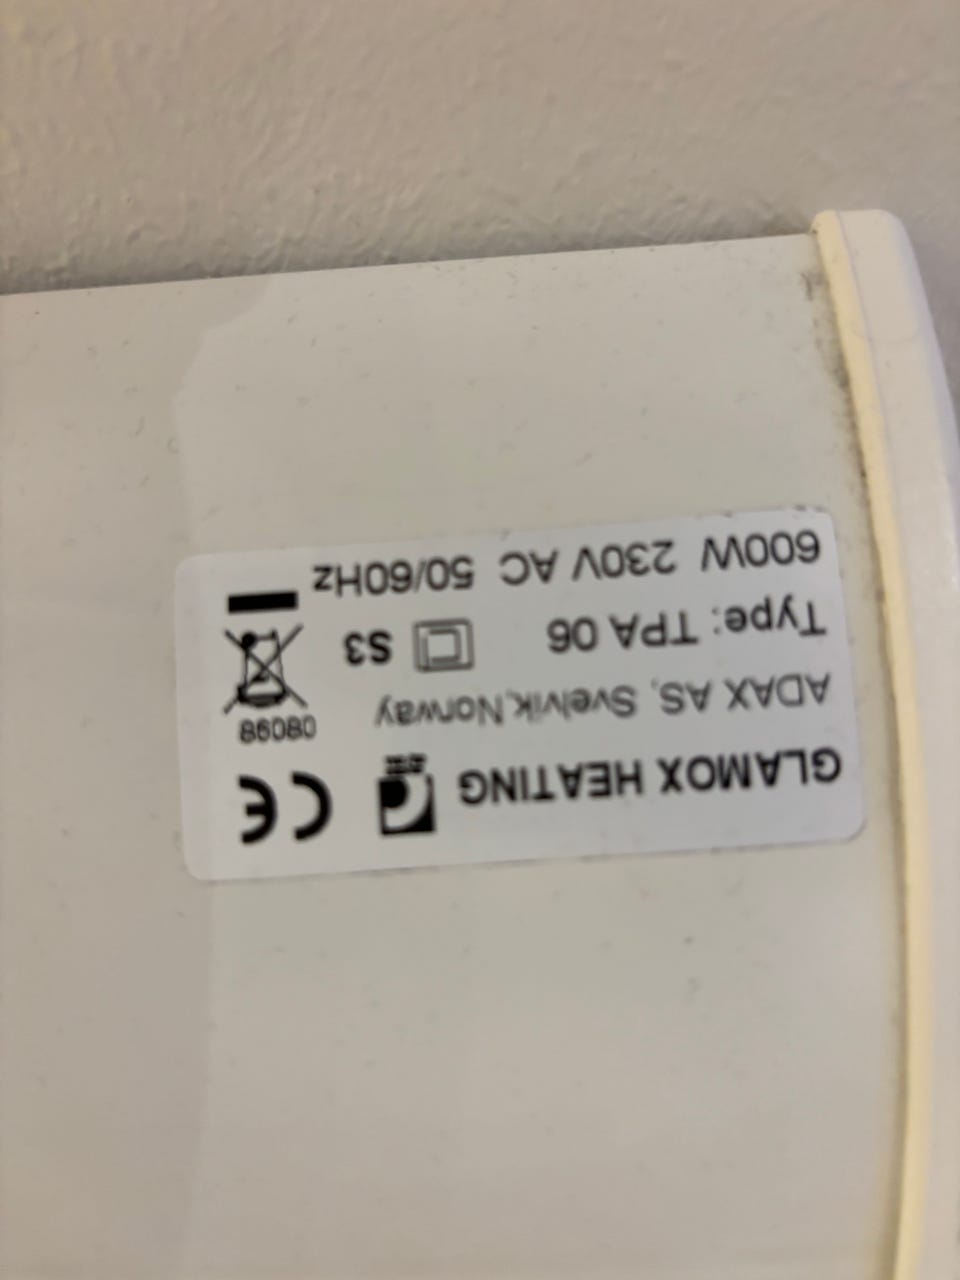 GLAMOX HEATING
ADAX AS, Svelvik,Norway
08098
Type: TPA 06 S3
600W 230V AC 50/60Hz